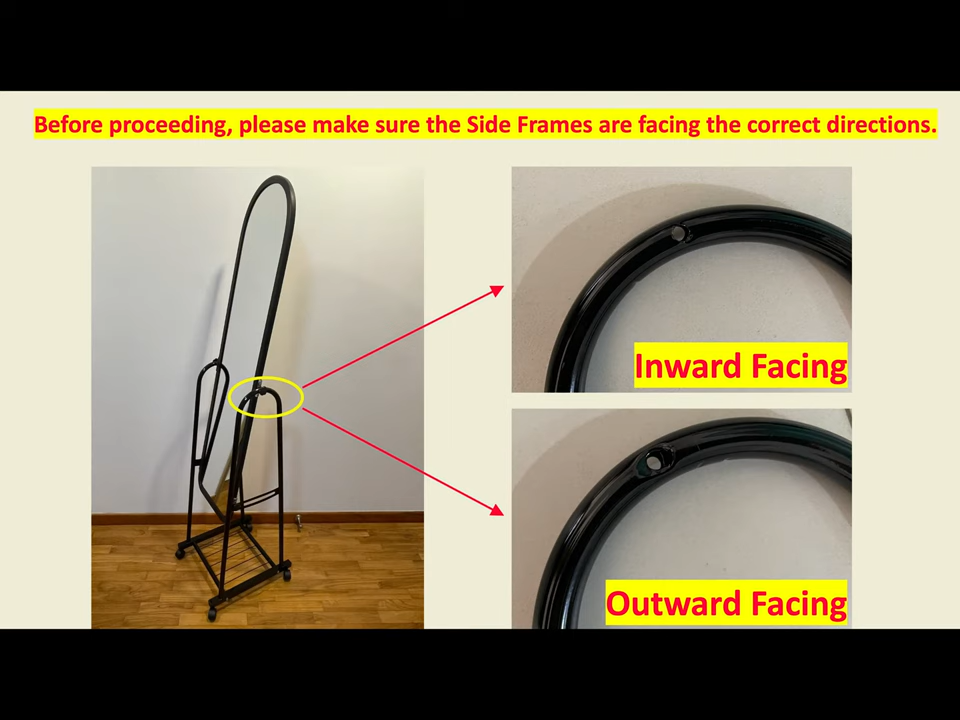 Before proceeding, please make sure the Side Frames are facing the correct directions.
Inward Facing
Outward Facing